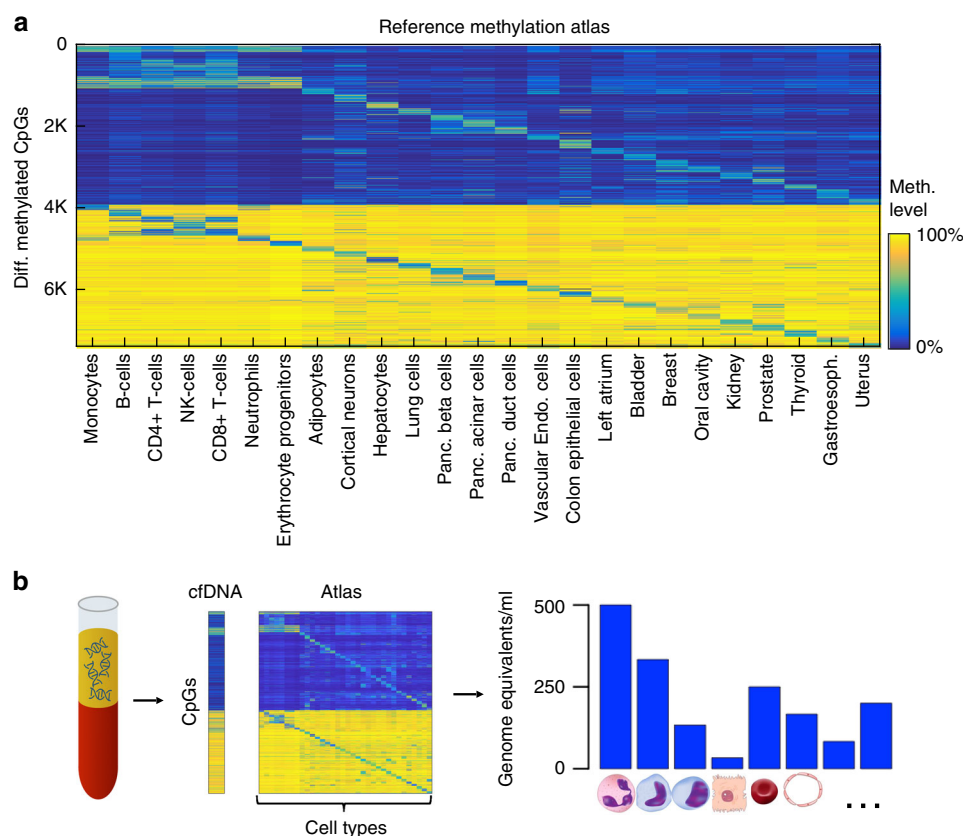 a
Reference methylation atlas
Diff. methylated CpGs
0
2K
4K
6K
Meth.
level
100%
0%
Monocytes
B-cells
CD4+ T-cells
NK-cells
CD8+ T-cells
Neutrophils
Erythrocyte progenitors
Adipocytes
Cortical neurons
Hepatocytes
Lung cells
Panc. beta cells
Panc. acinar cells
Panc. duct cells
Vascular Endo. cells
Colon epithelial cells
Left atrium
Bladder
Breast
Oral cavity
Kidney
Prostate
Thyroid
Gastroesoph.
Uterus
b
cfDNA
Atlas
CpGs
Cell types
Genome equivalents/ml
500
250
0
...